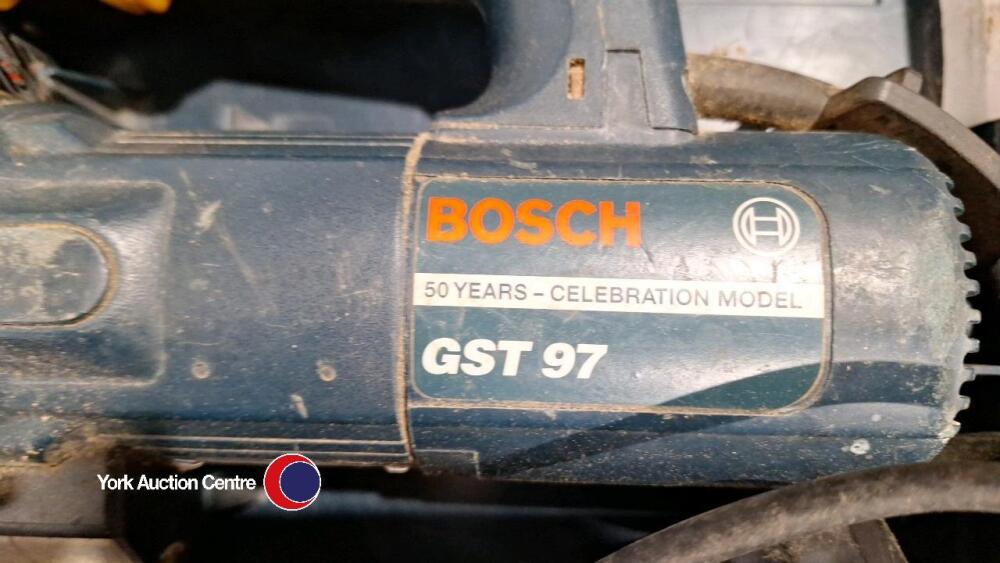 BOSCH
50 YEARS - CELEBRATION MODEL
GST 97
York Auction Centre